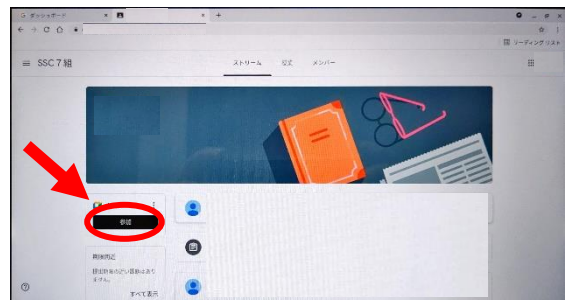 ダッシュボード
リーディングリスト
SSC7組
ストリーム
授業
メンバー
参加
期限間近
提出期限の近い課題はあり
ません。
すべて表示